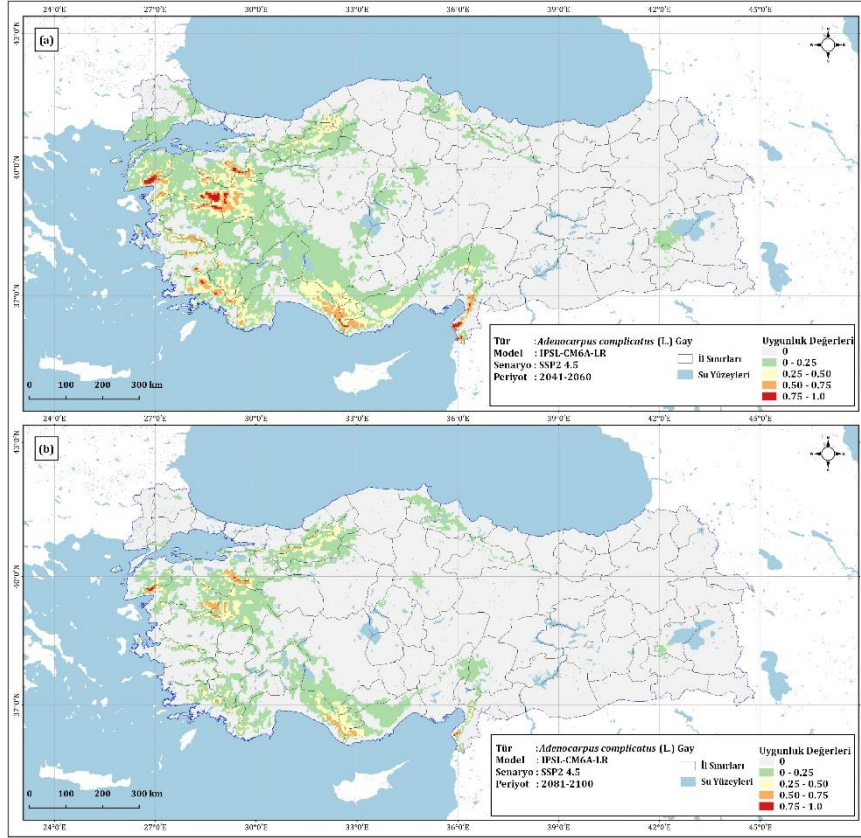 24°0'E 27°0'E 30°0'E 33°0'E 36°0'E 39°0'E 42°0'E 45°0'E
43°0'N
(a)
40°0'N
37°0'N
Tür : Adenocarpus complicatus (L.) Gay
Model : IPSL-CM6A-LR
Senaryo : SSP2 4.5
Periyot : 2041-2060
İl Sınırları
Su Yüzeyleri
Uygunluk Değerleri
0
0 - 0.25
0.25 - 0.50
0.50 - 0.75
0.75 - 1.0
0 100 200 300 km
24°0'E 27°0'E 30°0'E 33°0'E 36°0'E 39°0'E 42°0'E 45°0'E
43°0'N
(b)
40°0'N
37°0'N
Tür : Adenocarpus complicatus (L.) Gay
Model : IPSL-CM6A-LR
Senaryo : SSP2 4.5
Periyot : 2081-2100
İl Sınırları
Su Yüzeyleri
Uygunluk Değerleri
0
0 - 0.25
0.25 - 0.50
0.50 - 0.75
0.75 - 1.0
0 100 200 300 km
24°0'E 27°0'E 30°0'E 33°0'E 36°0'E 39°0'E 42°0'E 45°0'E